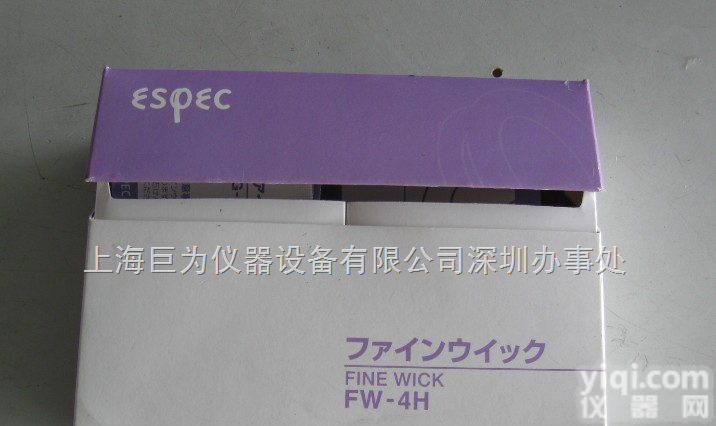 espec
上海巨为仪器设备有限公司深圳办事处
ファインウイック
FINE WICK
FW-4H
yiqi.com
仪器网